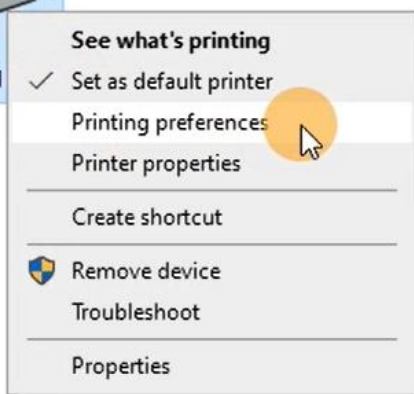 See what's printing
Set as default printer
Printing preferences
Printer properties
Create shortcut
Remove device
Troubleshoot
Properties